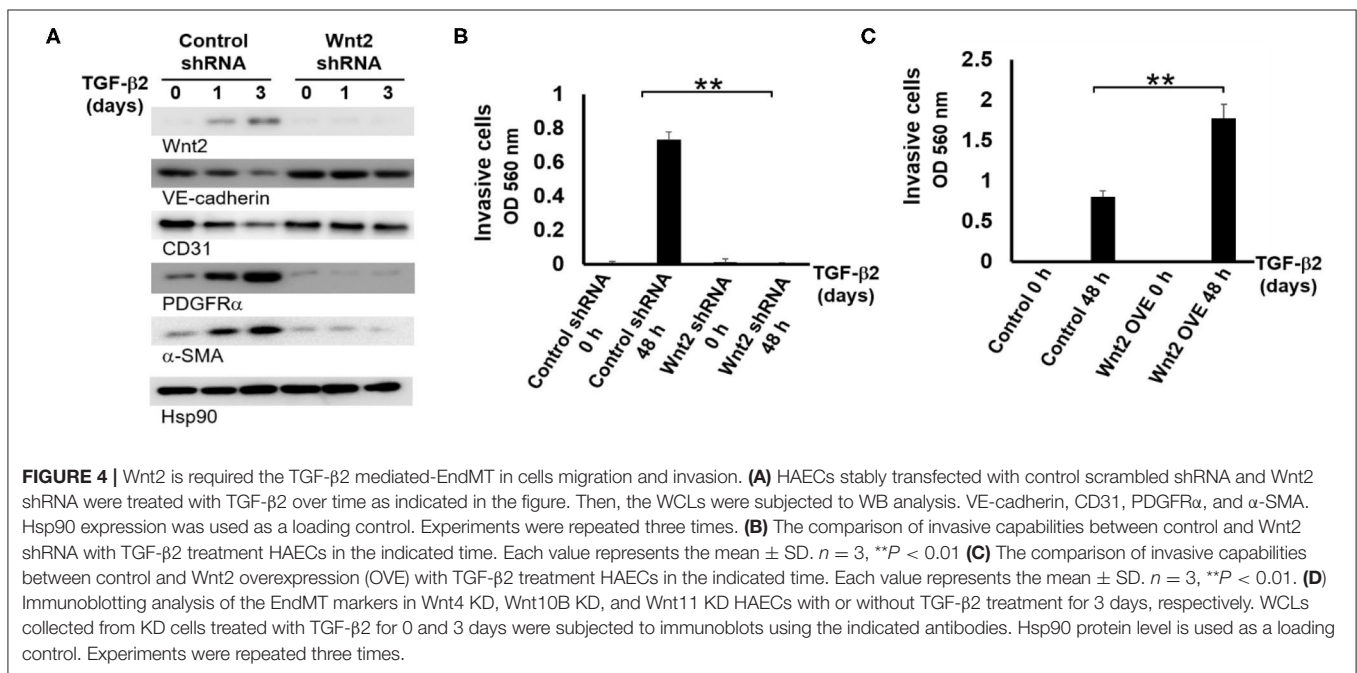 A
Control
shRNA
Wnt2
shRNA
TGF-β2
(days)
0 1 3 0 1 3
Wnt2
VE-cadherin
CD31
PDGFRα
α-SMA
Hsp90
B
**
Invasive cells
OD 560 nm
1
0.8
0.6
0.4
0.2
0
TGF-β2
(days)
Control shRNA
0 h
Control shRNA
48 h
Wnt2 shRNA
0 h
Wnt2 shRNA
48 h
C
**
Invasive cells
OD 560 nm
2.5
2
1.5
1
0.5
0
TGF-β2
(days)
Control 0 h
Control 48 h
Wnt2 OVE 0 h
Wnt2 OVE 48 h
FIGURE 4 | Wnt2 is required the TGF-β2 mediated-EndMT in cells migration and invasion. (A) HAECs stably transfected with control scrambled shRNA and Wnt2
shRNA were treated with TGF-β2 over time as indicated in the figure. Then, the WCLs were subjected to WB analysis. VE-cadherin, CD31, PDGFRα, and α-SMA.
Hsp90 expression was used as a loading control. Experiments were repeated three times. (B) The comparison of invasive capabilities between control and Wnt2
shRNA with TGF-β2 treatment HAECs in the indicated time. Each value represents the mean ± SD. n = 3, **P < 0.01 (C) The comparison of invasive capabilities
between control and Wnt2 overexpression (OVE) with TGF-β2 treatment HAECs in the indicated time. Each value represents the mean ± SD. n = 3, **P < 0.01. (D)
Immunoblotting analysis of the EndMT markers in Wnt4 KD, Wnt10B KD, and Wnt11 KD HAECs with or without TGF-β2 treatment for 3 days, respectively. WCLs
collected from KD cells treated with TGF-β2 for 0 and 3 days were subjected to immunoblots using the indicated antibodies. Hsp90 protein level is used as a loading
control. Experiments were repeated three times.